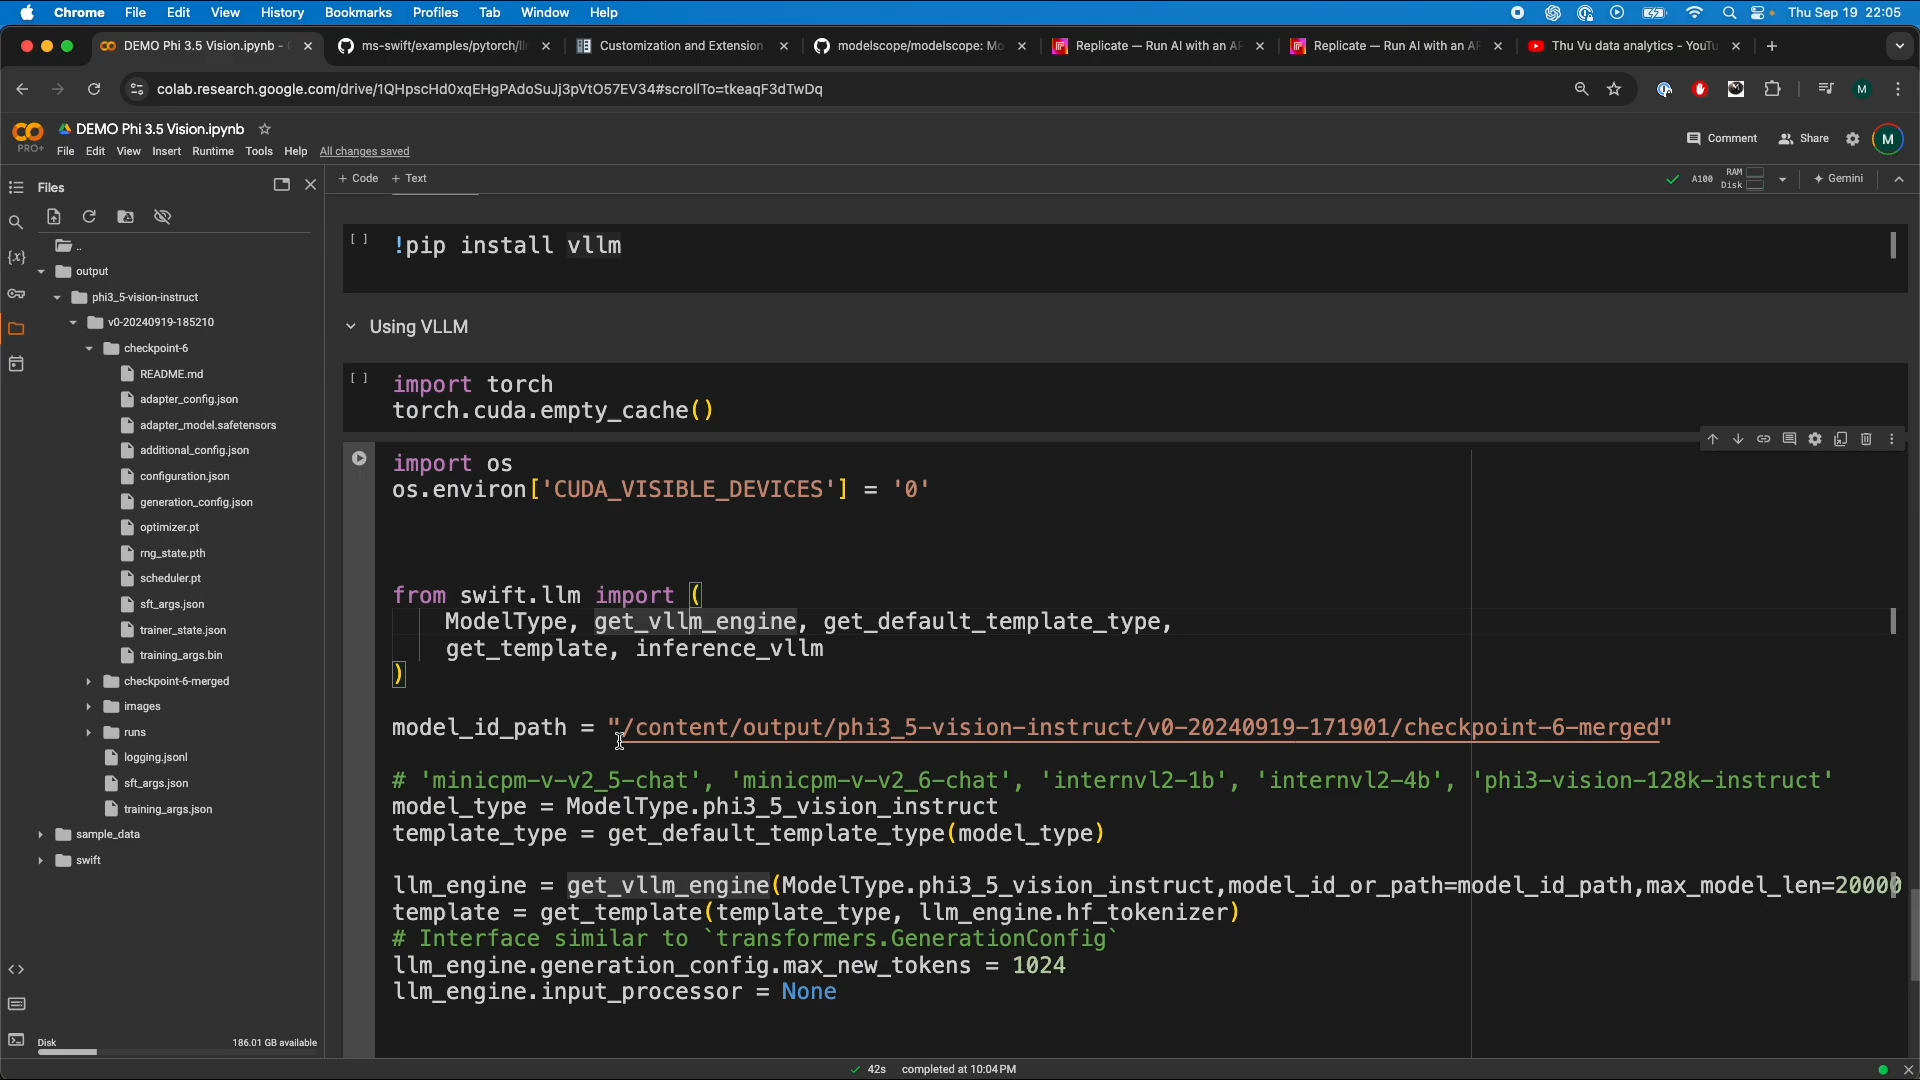 Chrome File Edit View History Bookmarks Profiles Tab Window Help Thu Sep 19 22:05
DEMO Phi 3.5 Vision.ipynb - ms-swift/examples/pytorch/ Customization and Extension modelscope/modelscope: Replicate — Run AI with an Replicate — Run AI with an Thu Vu data analytics -
colab.research.google.com/drive/1QHpscHd0xqEHgPAdoSuJj3pVtO57EV34#scrollTo=tkeaqF3dTwDq M
DEMO Phi 3.5 Vision.ipynb
PRO+ File Edit View Insert Runtime Tools Help All changes saved
Comment Share M
Files
+ Code + Text
A100 RAM Disk Gemini
..
output
phi3_5-vision-instruct
v0-20240919-185210
checkpoint-6
README.md
adapter_config.json
adapter_model.safetensors
additional_config.json
configuration.json
generation_config.json
optimizer.pt
rng_state.pth
scheduler.pt
sft_args.json
trainer_state.json
training_args.bin
checkpoint-6-merged
images
runs
logging.jsonl
sft_args.json
training_args.json
sample_data
swift
Disk 186.01 GB available
[ ] !pip install vllm
Using VLLM
[ ] import torch
torch.cuda.empty_cache()
import os
os.environ['CUDA_VISIBLE_DEVICES'] = '0'
from swift.llm import (
ModelType, get_vllm_engine, get_default_template_type,
get_template, inference_vllm
)
model_id_path = "/content/output/phi3_5-vision-instruct/v0-20240919-171901/checkpoint-6-merged"
# 'minicpm-v-v2_5-chat', 'minicpm-v-v2_6-chat', 'internvl2-1b', 'internvl2-4b', 'phi3-vision-128k-instruct'
model_type = ModelType.phi3_5_vision_instruct
template_type = get_default_template_type(model_type)
llm_engine = get_vllm_engine(ModelType.phi3_5_vision_instruct,model_id_or_path=model_id_path,max_model_len=20000
template = get_template(template_type, llm_engine.hf_tokenizer)
# Interface similar to `transformers.GenerationConfig`
llm_engine.generation_config.max_new_tokens = 1024
llm_engine.input_processor = None
42s completed at 10:04 PM